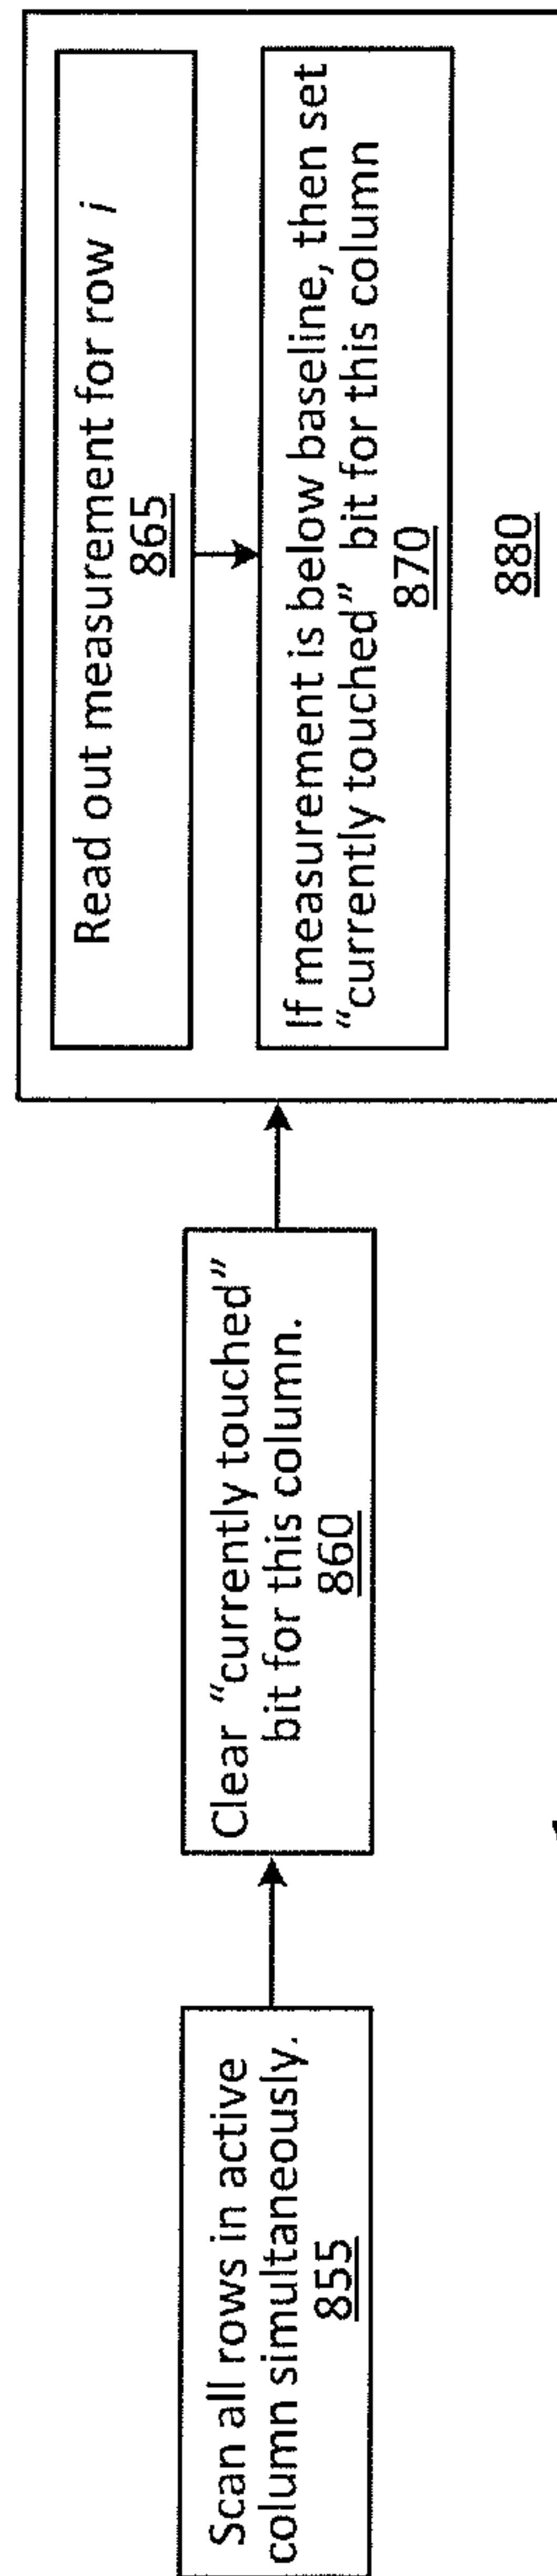 Scan all rows in active
column simultaneously.
855
Clear “currently touched”
bit for this column.
860
Read out measurement for row i
865
If measurement is below baseline, then set
“currently touched” bit for this column
870
880